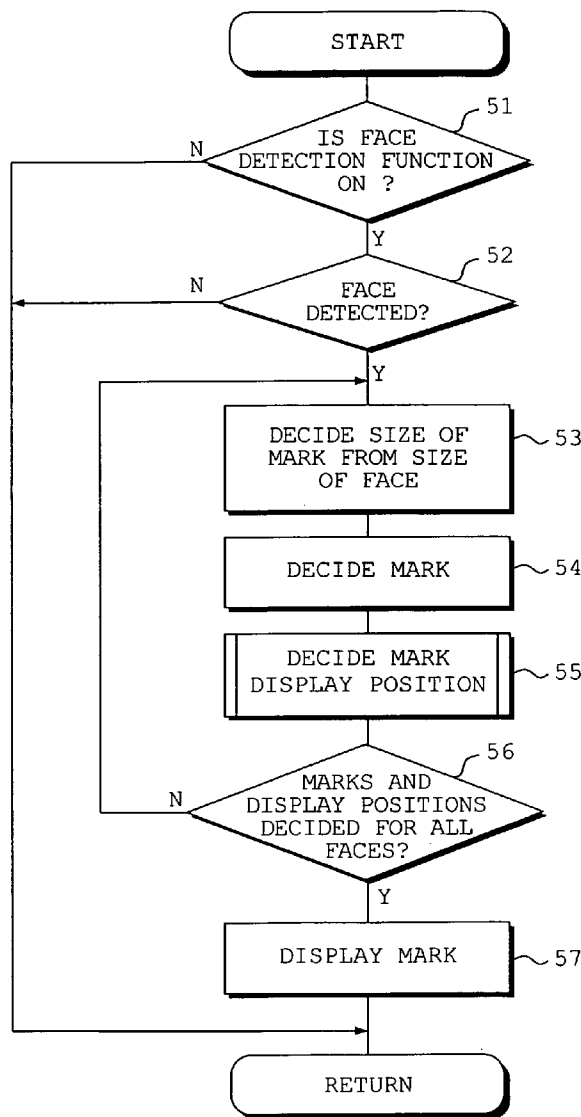 START
51
IS FACE
DETECTION FUNCTION
ON ?
N
Y
52
N
FACE
DETECTED?
Y
DECIDE SIZE OF
MARK FROM SIZE
OF FACE
53
DECIDE MARK
54
DECIDE MARK
DISPLAY POSITION
55
56
MARKS AND
DISPLAY POSITIONS
DECIDED FOR ALL
FACES?
N
Y
DISPLAY MARK
57
RETURN